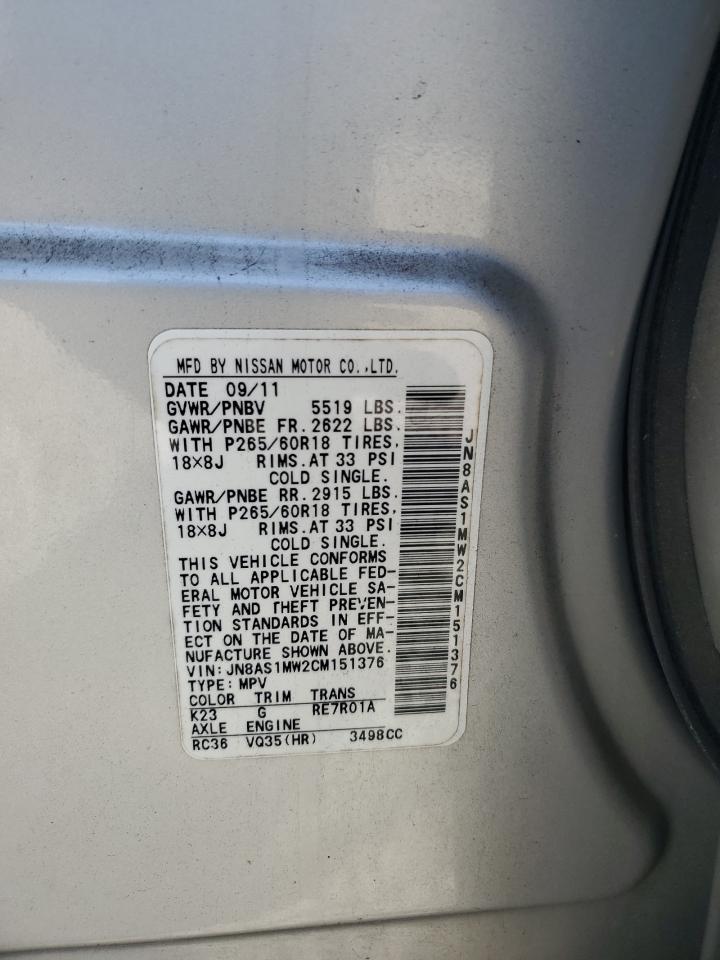 MFD BY NISSAN MOTOR CO.,LTD.
DATE 09/11
GVWR/PNBV 5519 LBS.
GAWR/PNBE FR. 2622 LBS.
WITH P265/60R18 TIRES,
18×8J RIMS.AT 33 PSI
COLD SINGLE.
GAWR/PNBE RR. 2915 LBS.
WITH P265/60R18 TIRES,
18×8J RIMS.AT 33 PSI
COLD SINGLE.
THIS VEHICLE CONFORMS
TO ALL APPLICABLE FED-
ERAL MOTOR VEHICLE SA-
FETY AND THEFT PREVEN-
TION STANDARDS IN EFF-
ECT ON THE DATE OF MA-
NUFACTURE SHOWN ABOVE.
VIN:JN8AS1MW2CM151376
TYPE:MPV
COLOR TRIM TRANS
K23 G RE7R01A
AXLE ENGINE
RC36 VQ35(HR) 3498CC
JN8AS1MW2CM151376